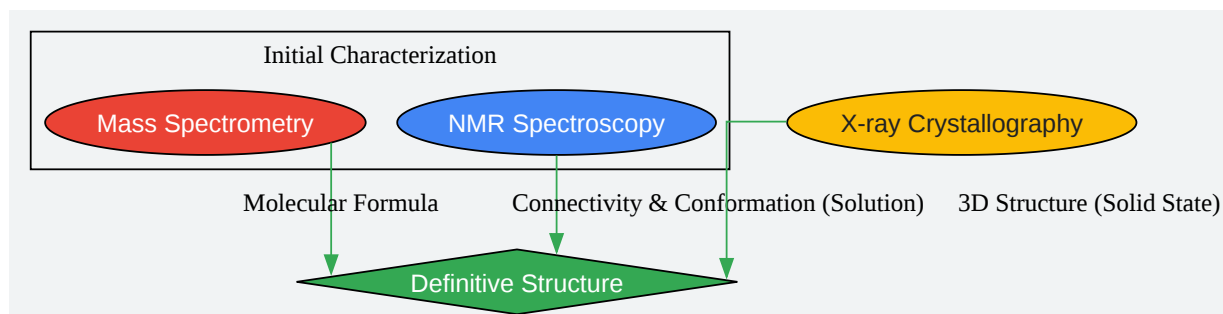 Initial Characterization
Mass Spectrometry
NMR Spectroscopy
X-ray Crystallography
Molecular Formula
Connectivity & Conformation (Solution)
3D Structure (Solid State)
Definitive Structure